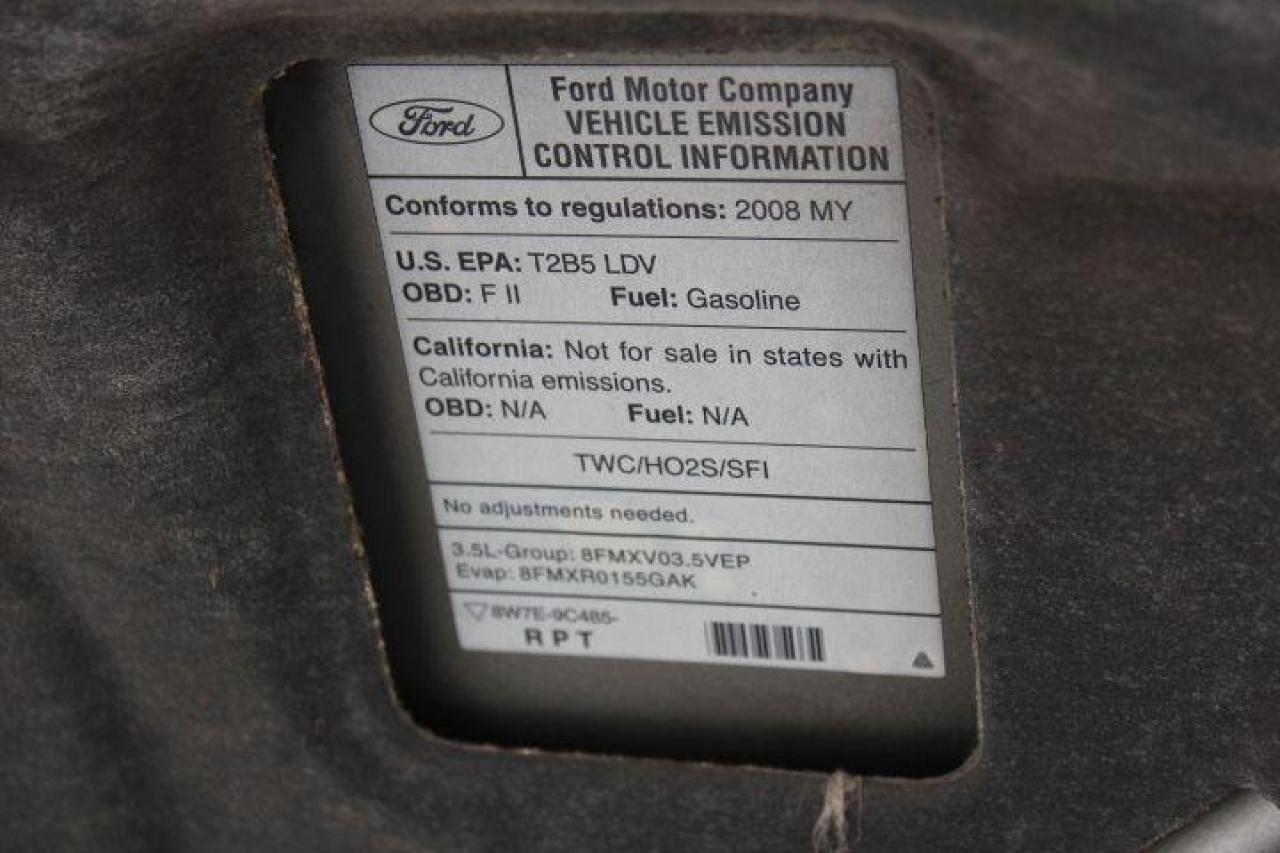 Ford
Ford Motor Company
VEHICLE EMISSION
CONTROL INFORMATION
Conforms to regulations: 2008 MY
U.S. EPA: T2B5 LDV
OBD: F II Fuel: Gasoline
California: Not for sale in states with
California emissions.
OBD: N/A Fuel: N/A
TWC/HO2S/SFI
No adjustments needed.
3.5L-Group: 8FMXV03.5VEP
Evap: 8FMXR0155GAK
8W7E-9C485-
R P T